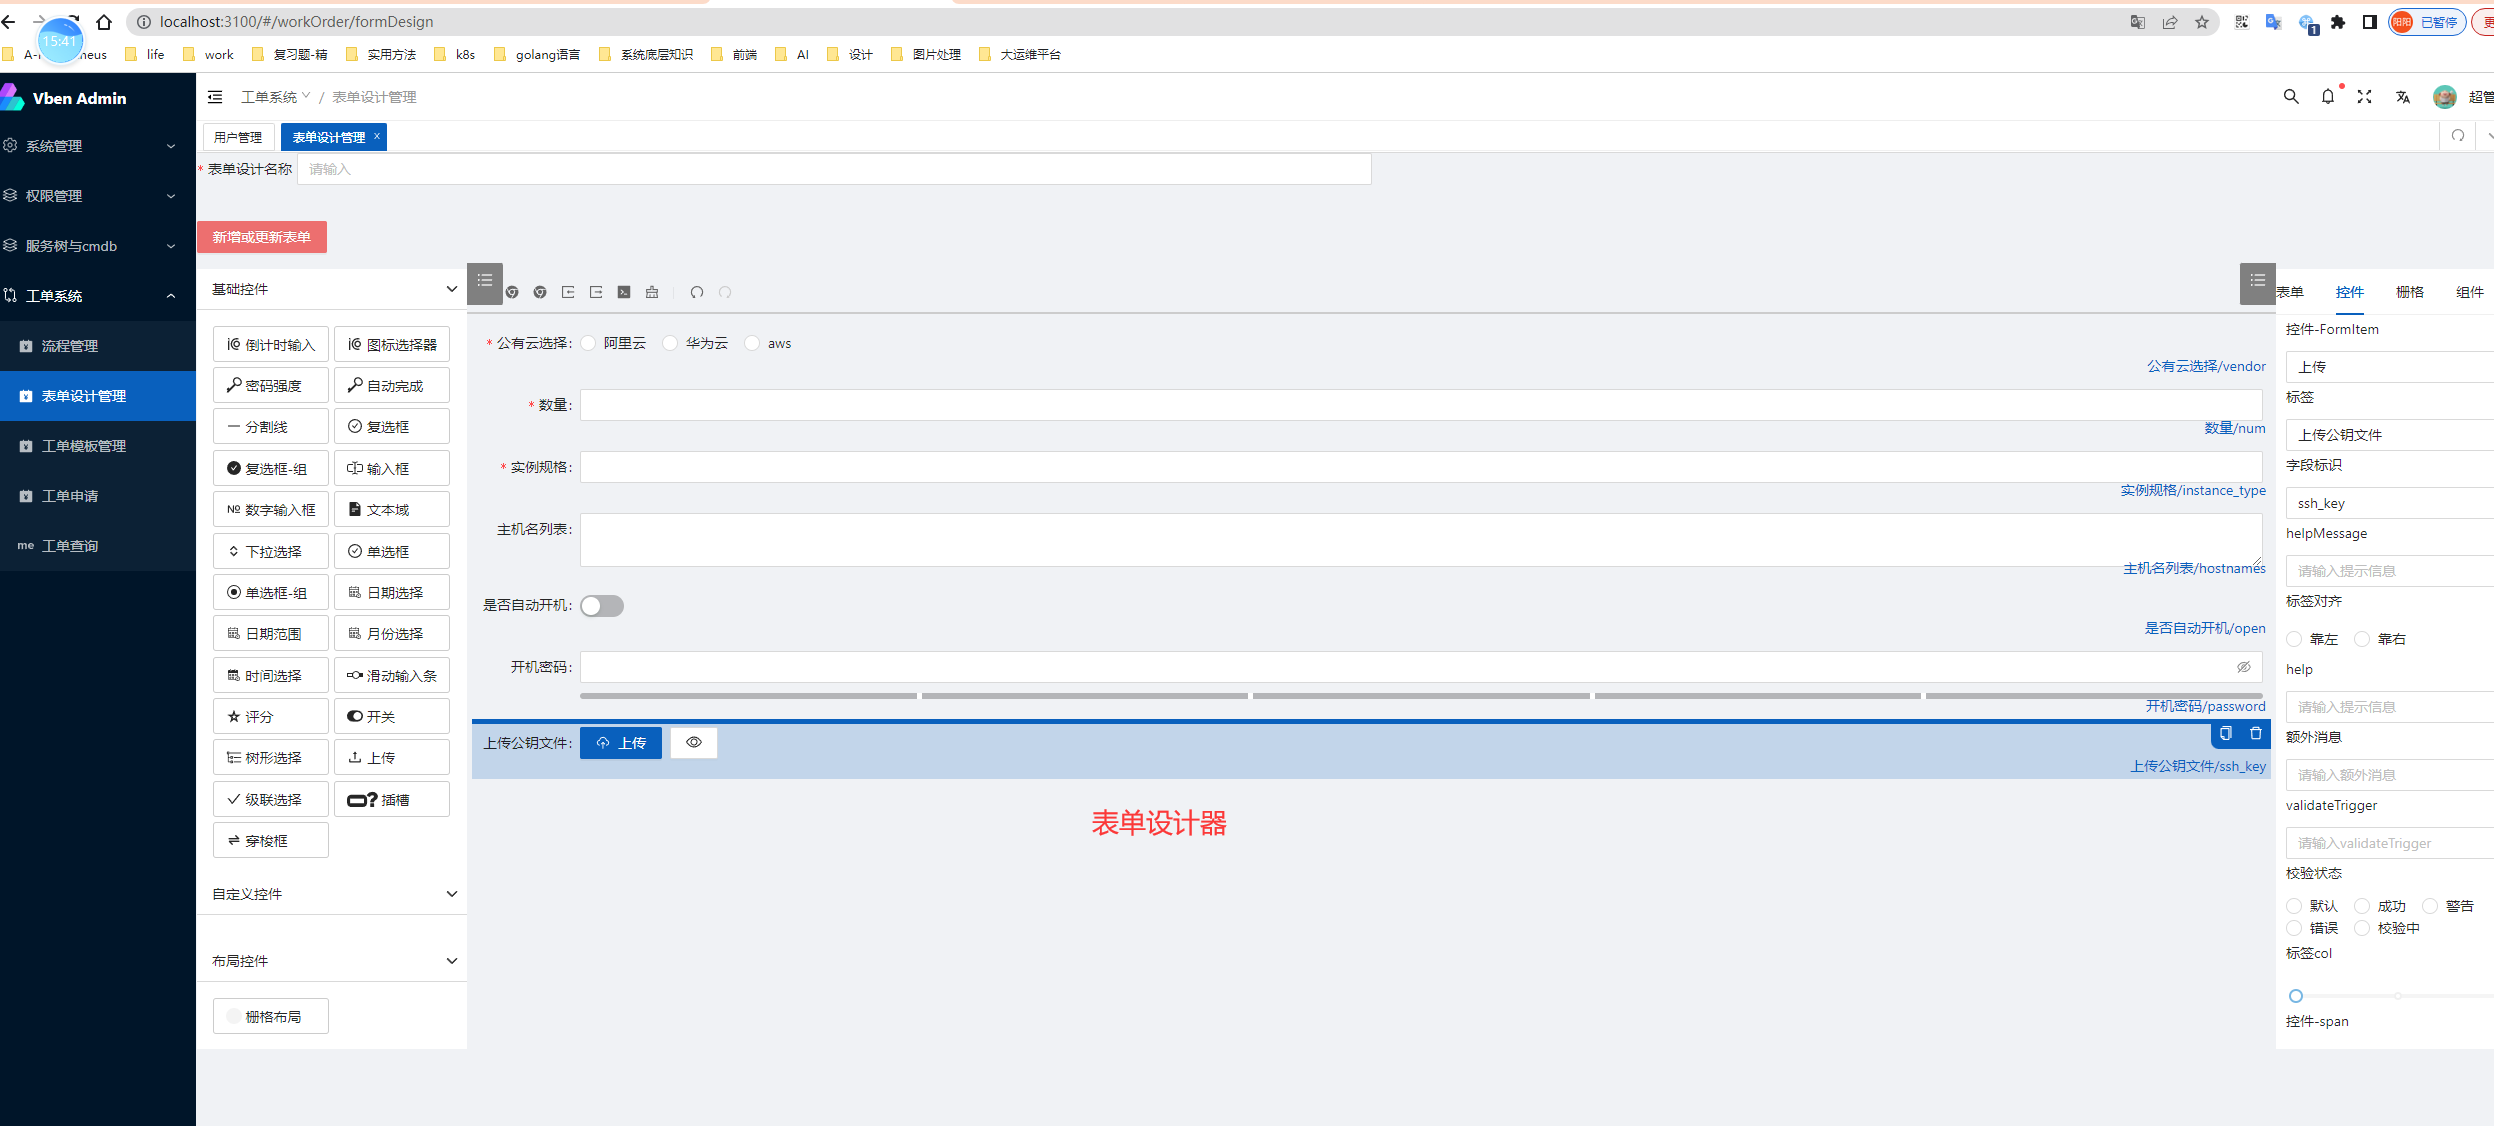 localhost:3100/#/workOrder/formDesign
15:41
阳阳 已暂停
life work 复习题-精 实用方法 k8s golang语言 系统底层知识 前端 AI 设计 图片处理 大运维平台
Vben Admin
工单系统 / 表单设计管理
超管
用户管理 表单设计管理 ×
系统管理
权限管理
服务树与cmdb
工单系统
流程管理
表单设计管理
工单模板管理
工单申请
me 工单查询
* 表单设计名称 请输入
新增或更新表单
基础控件
倒计时输入 图标选择器
密码强度 自动完成
分割线 复选框
复选框-组 输入框
数字输入框 文本域
下拉选择 单选框
单选框-组 日期选择
日期范围 月份选择
时间选择 滑动输入条
评分 开关
树形选择 上传
级联选择 插槽
穿梭框
自定义控件
布局控件
栅格布局
* 公有云选择: 阿里云 华为云 aws
公有云选择/vendor
* 数量:
数量/num
* 实例规格:
实例规格/instance_type
主机名列表:
主机名列表/hostnames
是否自动开机:
是否自动开机/open
开机密码:
开机密码/password
上传公钥文件: 上传
上传公钥文件/ssh_key
表单设计器
表单 控件 栅格 组件
控件-FormItem
上传
标签
上传公钥文件
字段标识
ssh_key
helpMessage
请输入提示信息
标签对齐
靠左 靠右
help
请输入提示信息
额外消息
请输入额外消息
validateTrigger
请输入validateTrigger
校验状态
默认 成功 警告
错误 校验中
标签col
控件-span